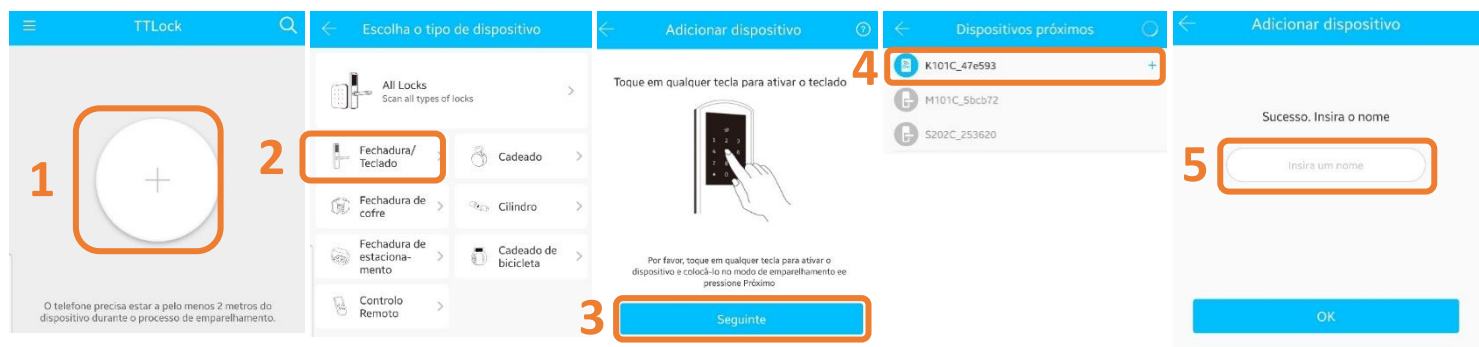 TTLock
1
O telefone precisa estar a pelo menos 2 metros do
dispositivo durante o processo de emparelhamento.
Escolha o tipo de dispositivo
All Locks
Scan all types of locks
2
Fechadura/
Teclado
Cadeado
Fechadura de
cofre
Cilindro
Fechadura de
estaciona-
mento
Cadeado de
bicicleta
Controlo
Remoto
Adicionar dispositivo
Toque em qualquer tecla para ativar o teclado
Por favor, toque em qualquer tecla para ativar o
dispositivo e colocá-lo no modo de emparelhamento ee
pressione Próximo
3
Seguinte
Dispositivos próximos
4
K101C_47e593
M101C_5bcb72
S202C_253620
Adicionar dispositivo
Sucesso. Insira o nome
5
Insira um nome
OK